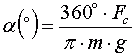 α(°) = 360° · F_c / π · m · g